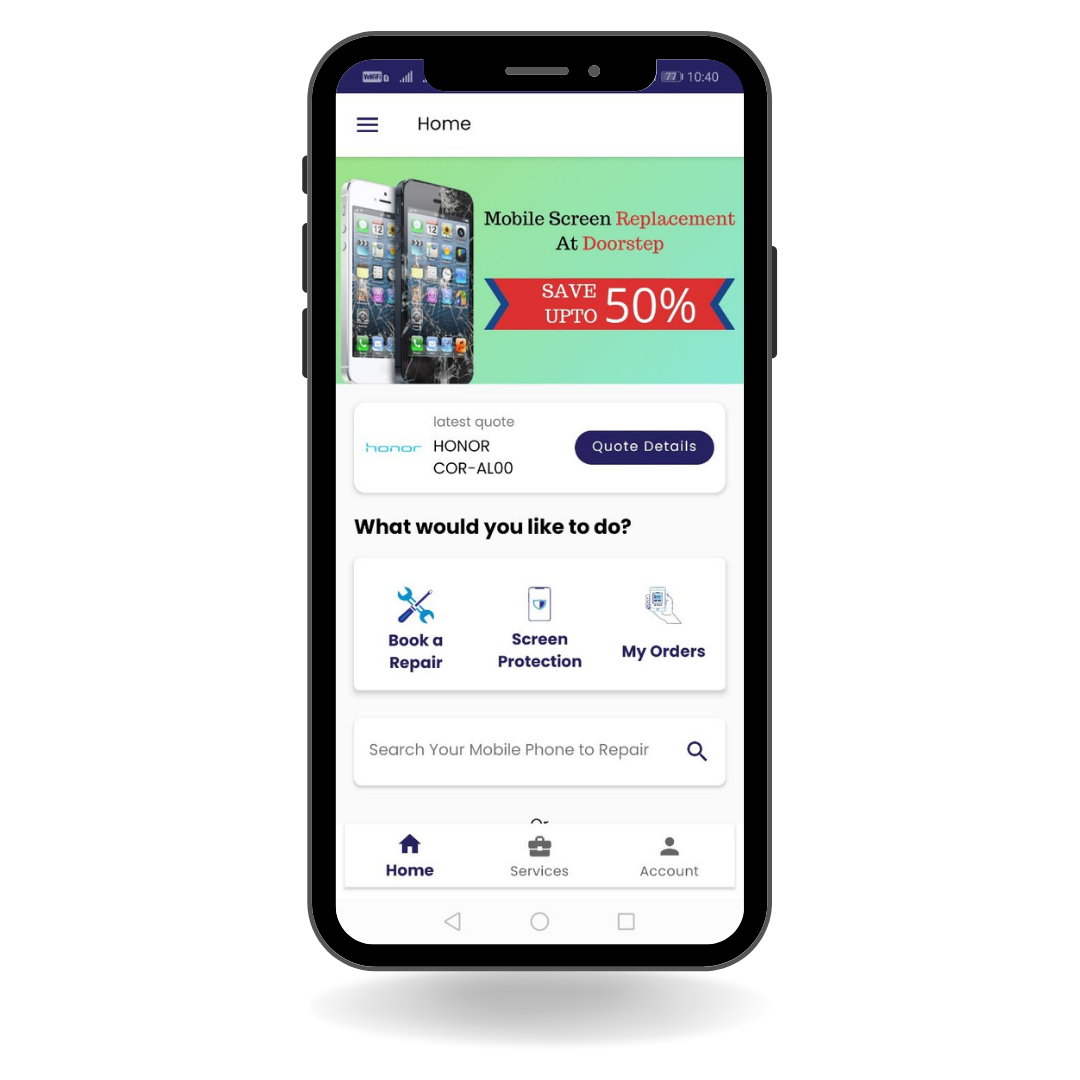 77 10:40
Home
Mobile Screen Replacement
At Doorstep
SAVE
UPTO 50%
latest quote
honor HONOR
COR-AL00
Quote Details
What would you like to do?
Book a
Repair
Screen
Protection
My Orders
Search Your Mobile Phone to Repair
Home
Services
Account